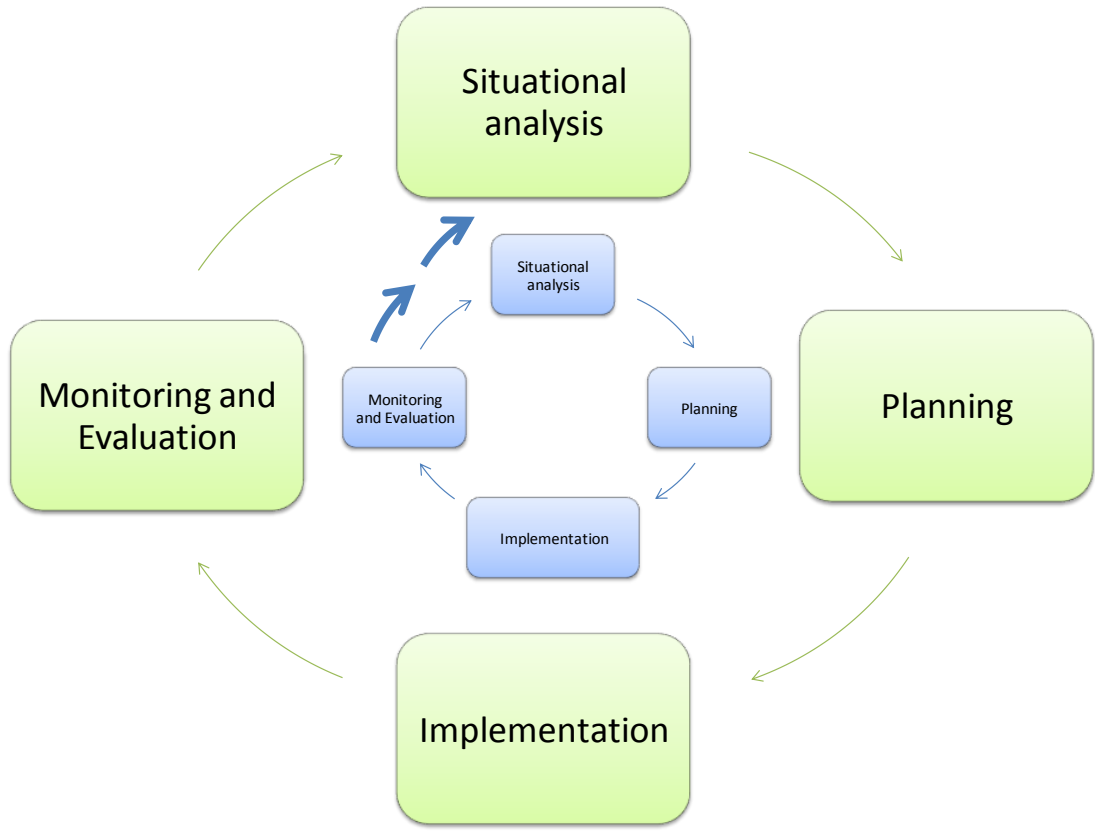 Situational
analysis
Situational
analysis
Monitoring and
Evaluation
Monitoring
and Evaluation
Planning
Planning
Implementation
Implementation